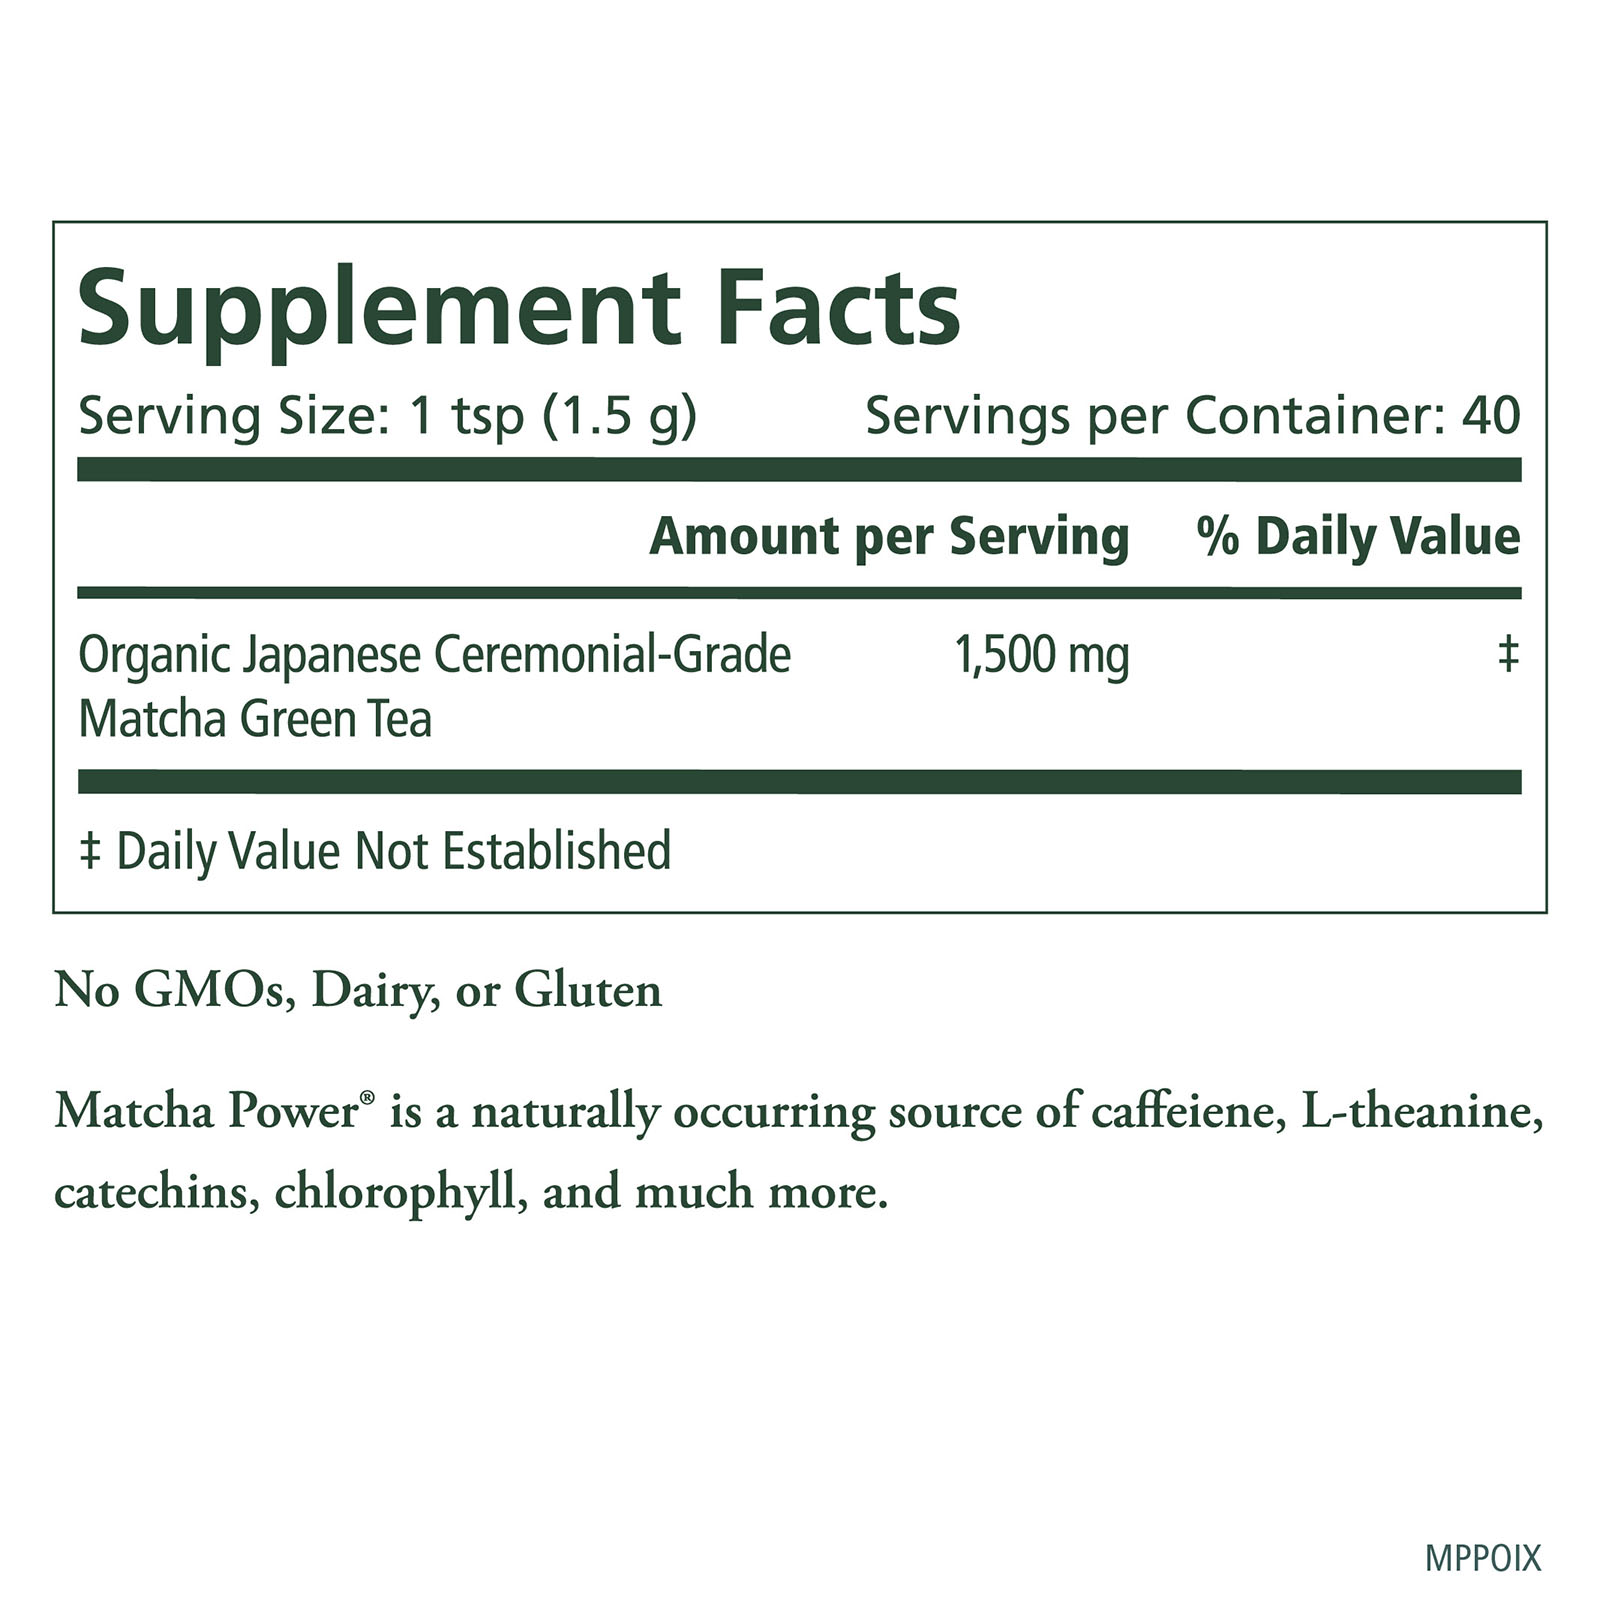 Supplement Facts
Serving Size: 1 tsp (1.5 g) Servings per Container: 40
Amount per Serving % Daily Value
Organic Japanese Ceremonial-Grade 1,500 mg ‡
Matcha Green Tea
‡ Daily Value Not Established
No GMOs, Dairy, or Gluten
Matcha Power® is a naturally occurring source of caffeiene, L-theanine,
catechins, chlorophyll, and much more.
MPPOIX